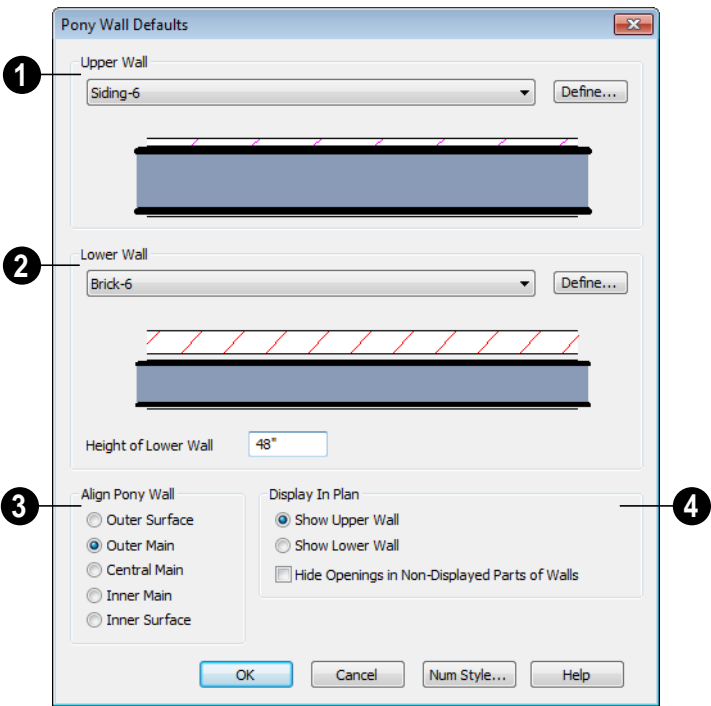 Pony Wall Defaults
Upper Wall
1
Siding-6
Define...
Lower Wall
2
Brick-6
Define...
Height of Lower Wall
48"
Align Pony Wall
3
Outer Surface
Outer Main
Central Main
Inner Main
Inner Surface
Display In Plan
4
Show Upper Wall
Show Lower Wall
Hide Openings in Non-Displayed Parts of Walls
OK
Cancel
Num Style...
Help